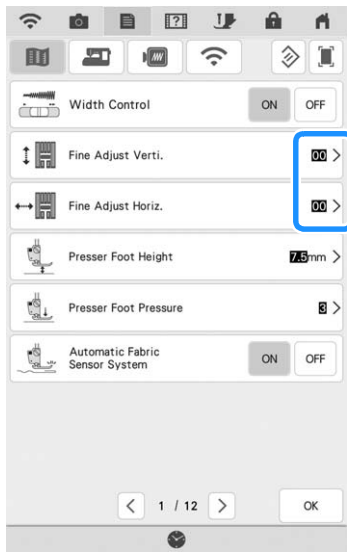 Width Control
ON
OFF
Fine Adjust Verti.
00
Fine Adjust Horiz.
00
Presser Foot Height
7.5mm
Presser Foot Pressure
3
Automatic Fabric
Sensor System
ON
OFF
1 / 12
OK